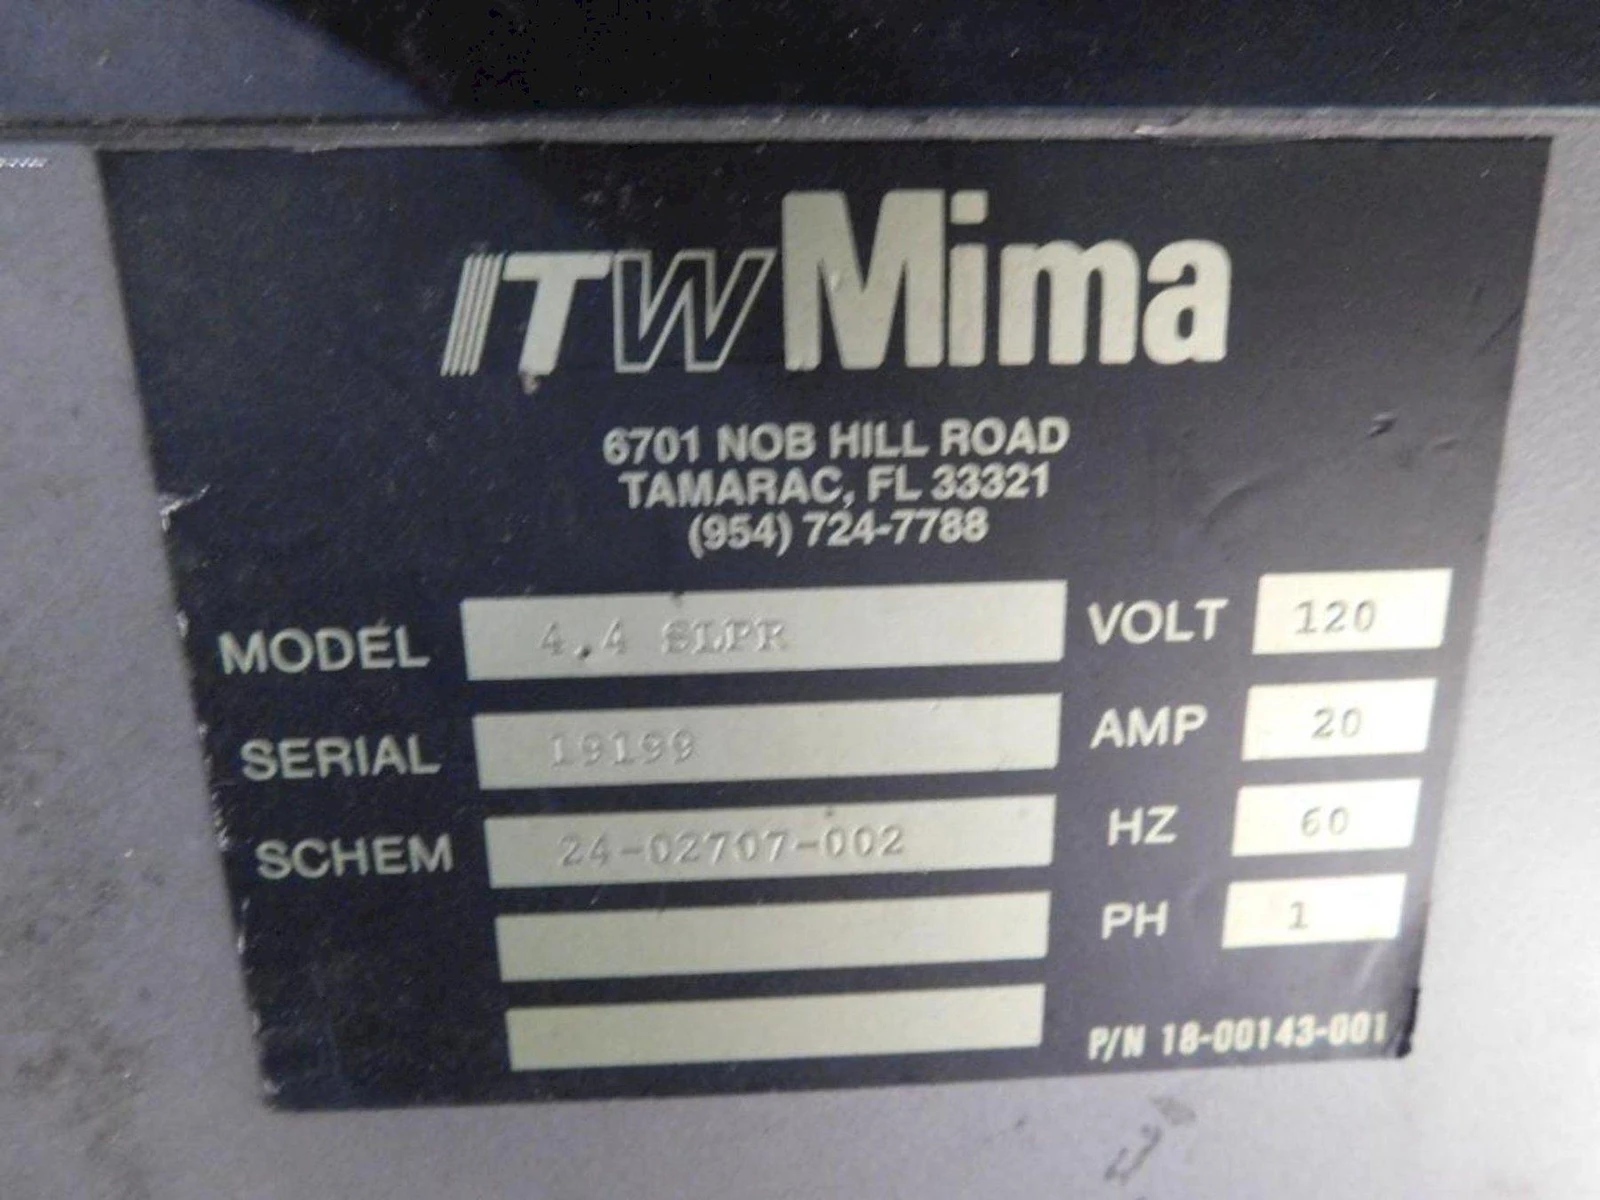 ITW Mima
6701 NOB HILL ROAD
TAMARAC, FL 33321
(954) 724-7788
MODEL 4.4 SLPR
SERIAL 19199
SCHEM 24-02707-002
VOLT 120
AMP 20
HZ 60
PH 1
P/N 18-00143-001